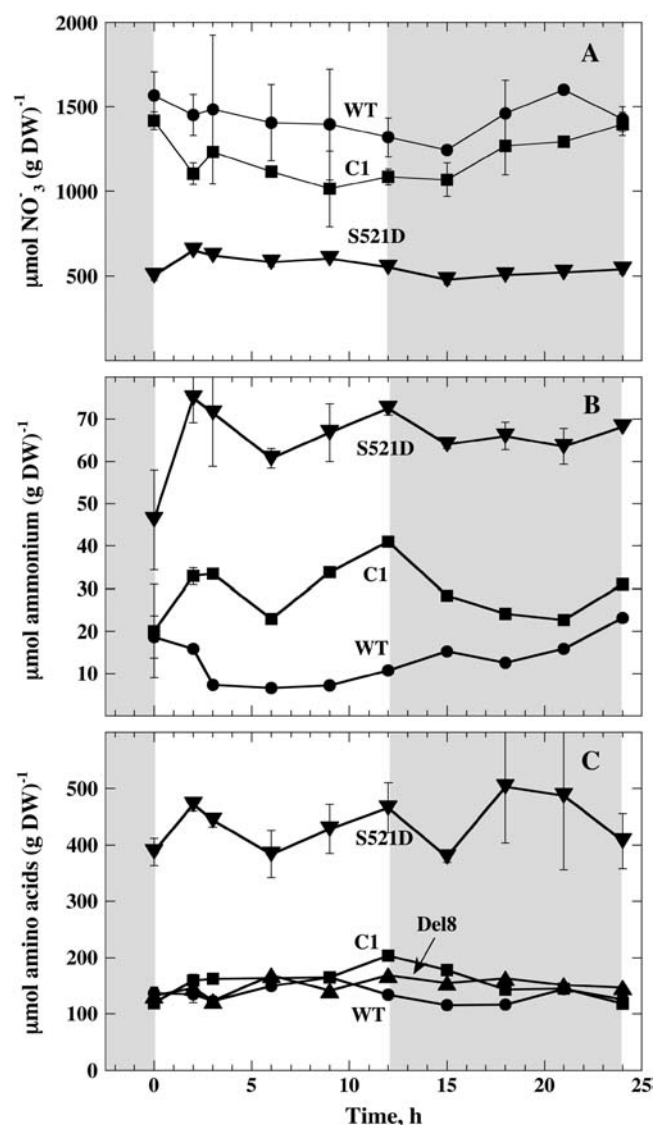 2000
A
1500
WT
1000
C1
S521D
500
μmol NO₃⁻ (g DW)⁻¹
B
70
60
S521D
50
40
30
C1
20
WT
10
μmol ammonium (g DW)⁻¹
C
500
400
S521D
300
Del8
200
C1
100
WT
0
μmol amino acids (g DW)⁻¹
0 5 10 15 20 25
Time, h